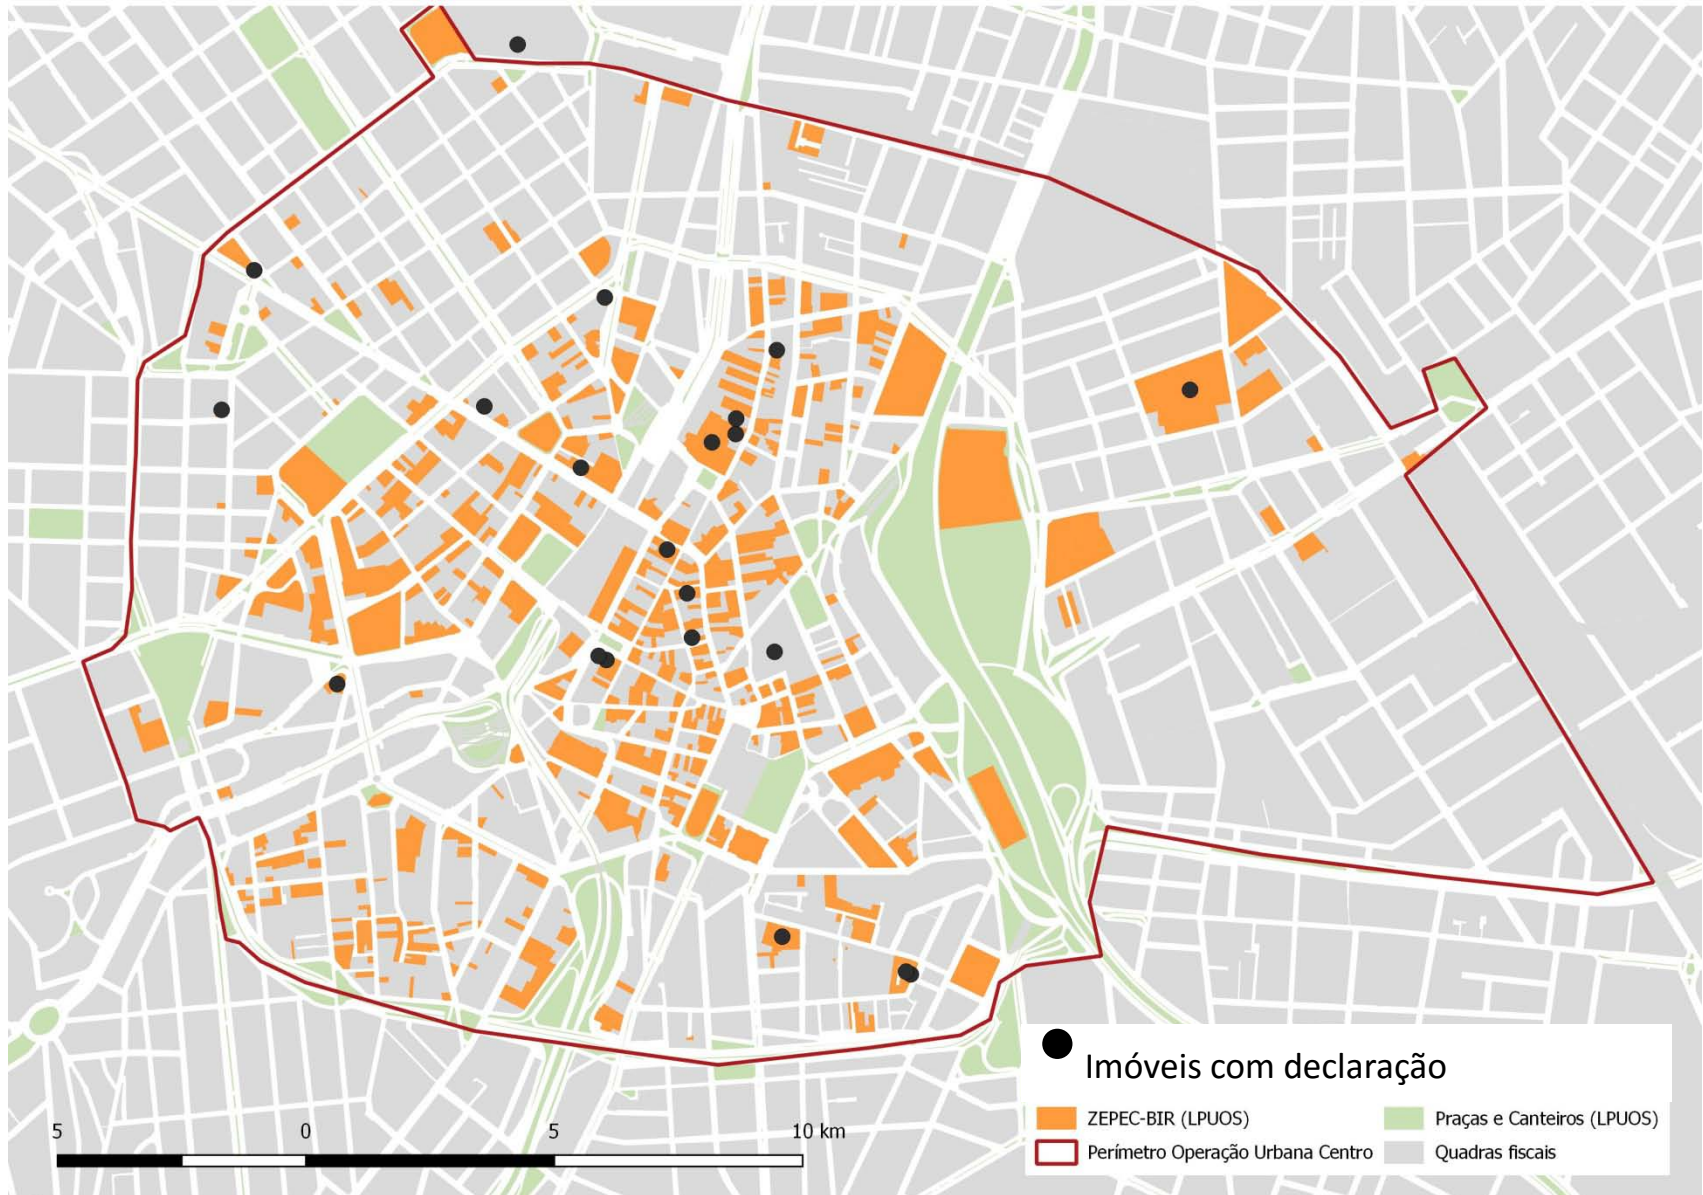 Imóveis com declaração
ZEPEC-BIR (LPUOS)
Praças e Canteiros (LPUOS)
Perímetro Operação Urbana Centro
Quadras fiscais
5 0 5 10 km